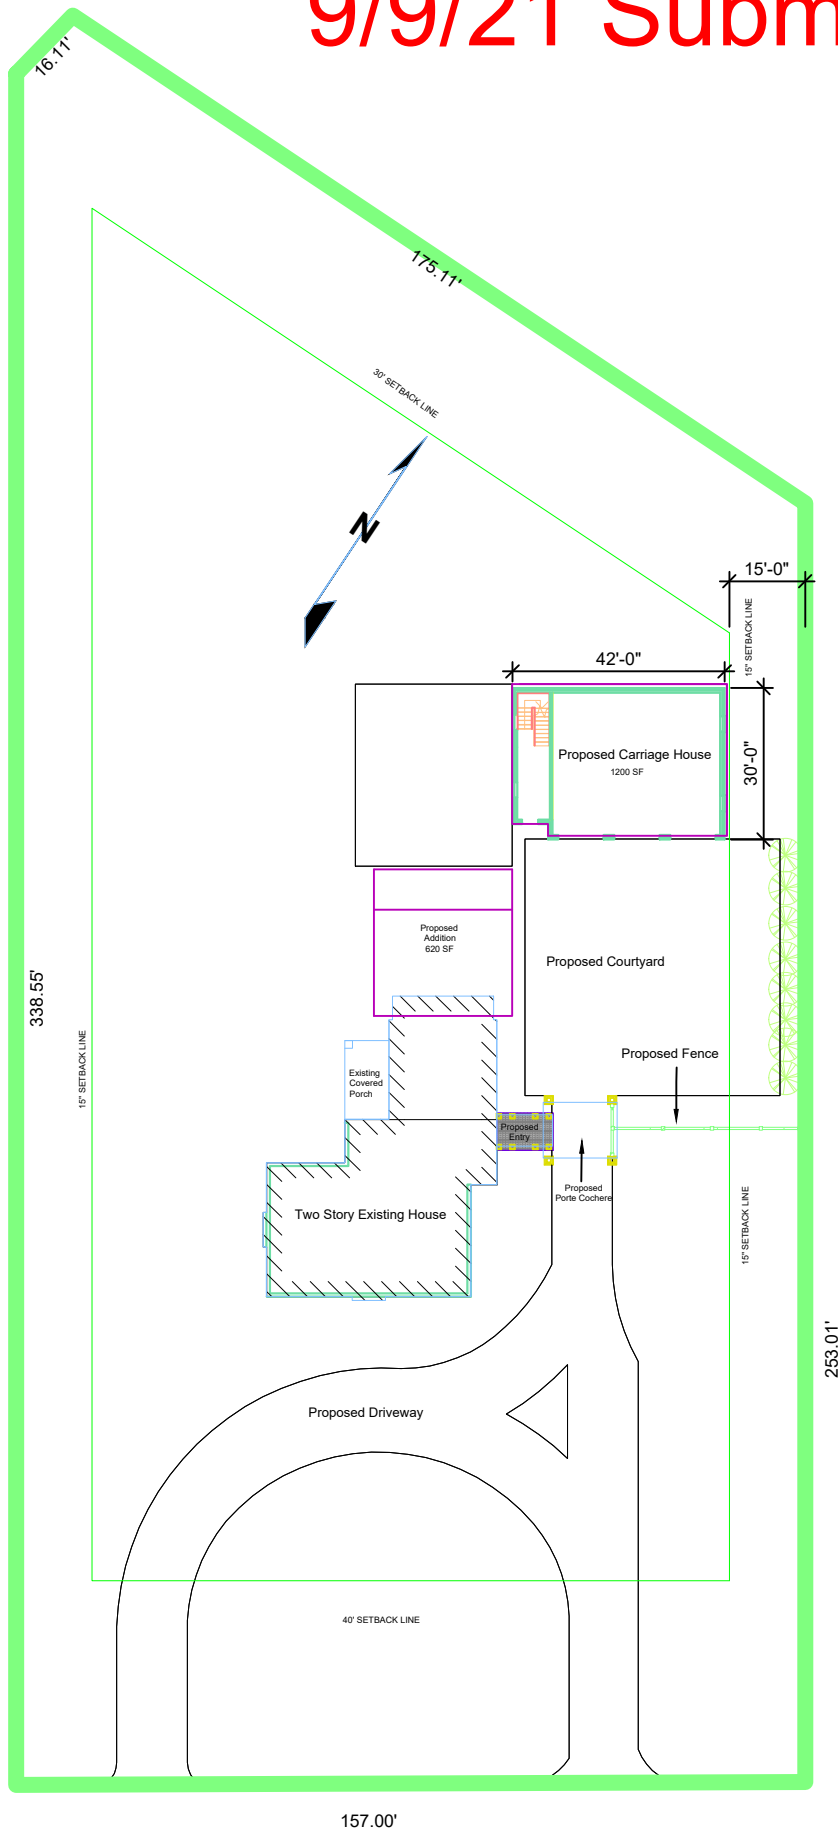 9/9/21 Subm
16.11'
175.11'
30' SETBACK LINE
N
15'-0"
15" SETBACK LINE
42'-0"
30'-0"
Proposed Carriage House
1200 SF
Proposed
Addition
620 SF
Proposed Courtyard
338.55'
15" SETBACK LINE
Proposed Fence
Existing
Covered
Porch
Proposed
Entry
Proposed
Porte Cochere
Two Story Existing House
15" SETBACK LINE
253.01'
Proposed Driveway
40' SETBACK LINE
157.00'